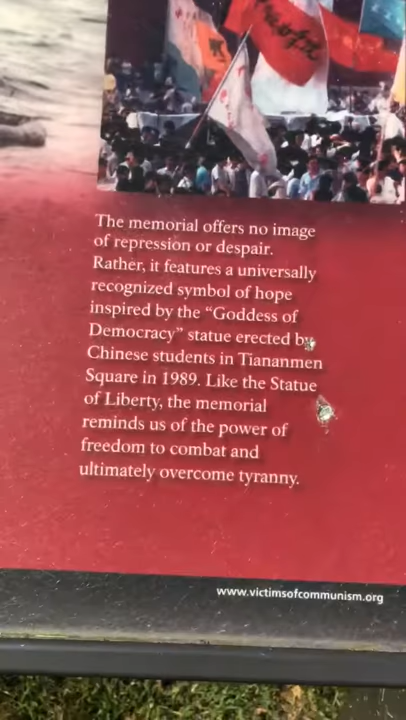 The memorial offers no image
of repression or despair.
Rather, it features a universally
recognized symbol of hope
inspired by the “Goddess of
Democracy” statue erected by
Chinese students in Tiananmen
Square in 1989. Like the Statue
of Liberty, the memorial
reminds us of the power of
freedom to combat and
ultimately overcome tyranny.
www.victimsofcommunism.org